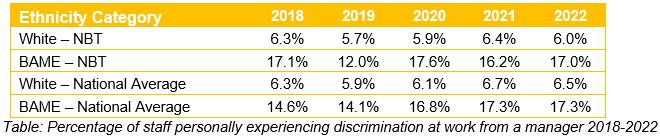 Ethnicity Category 2018 2019 2020 2021 2022
White – NBT 6.3% 5.7% 5.9% 6.4% 6.0%
BAME – NBT 17.1% 12.0% 17.6% 16.2% 17.0%
White – National Average 6.3% 5.9% 6.1% 6.7% 6.5%
BAME – National Average 14.6% 14.1% 16.8% 17.3% 17.3%
Table: Percentage of staff personally experiencing discrimination at work from a manager 2018-2022